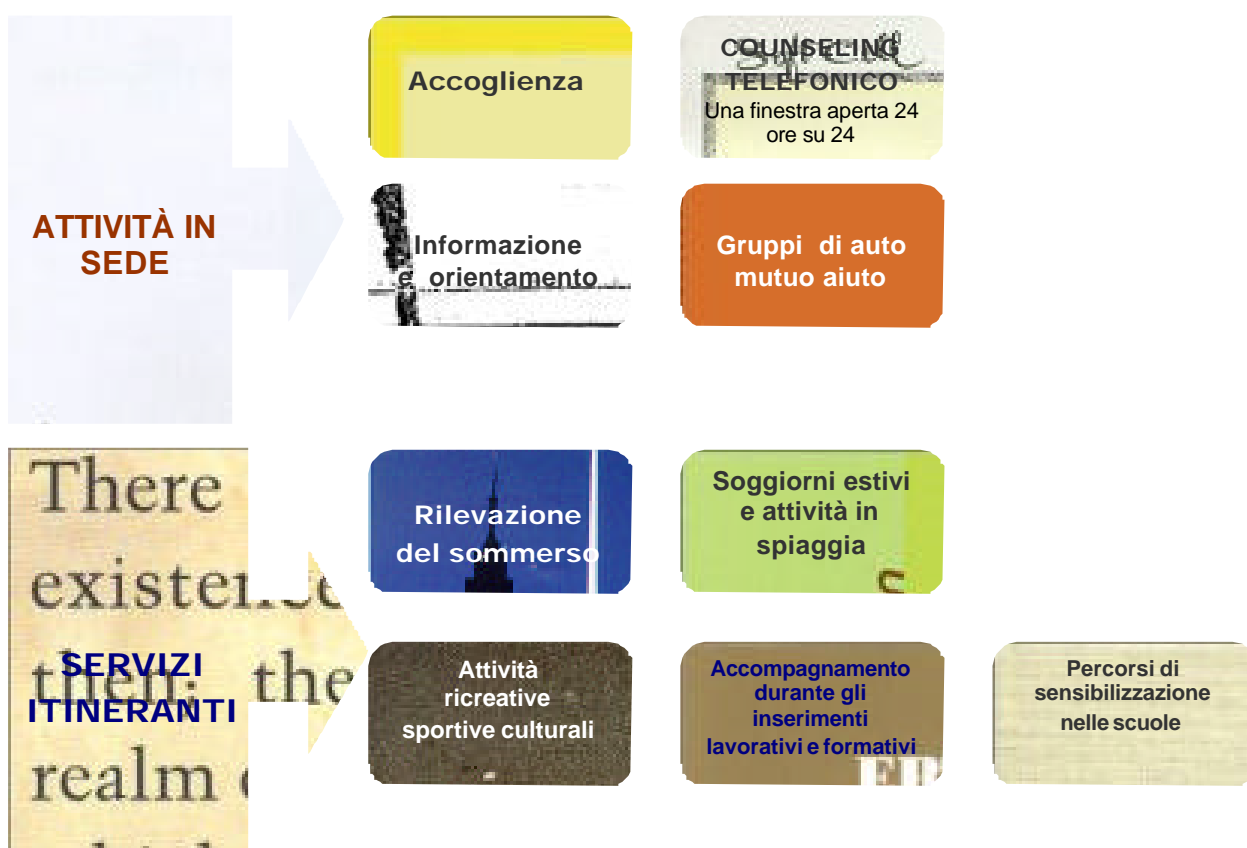 ATTIVITÀ IN
SEDE
Accoglienza
COUNSELING
TELEFONICO
Una finestra aperta 24
ore su 24
Informazione
e orientamento
Gruppi di auto
mutuo aiuto
There
existence
then; the
realm
SERVIZI
ITINERANTI
Rilevazione
del sommerso
Soggiorni estivi
e attività in
spiaggia
Attività
ricreative
sportive culturali
Accompagnamento
durante gli
inserimenti
lavorativi e formativi
Percorsi di
sensibilizzazione
nelle scuole